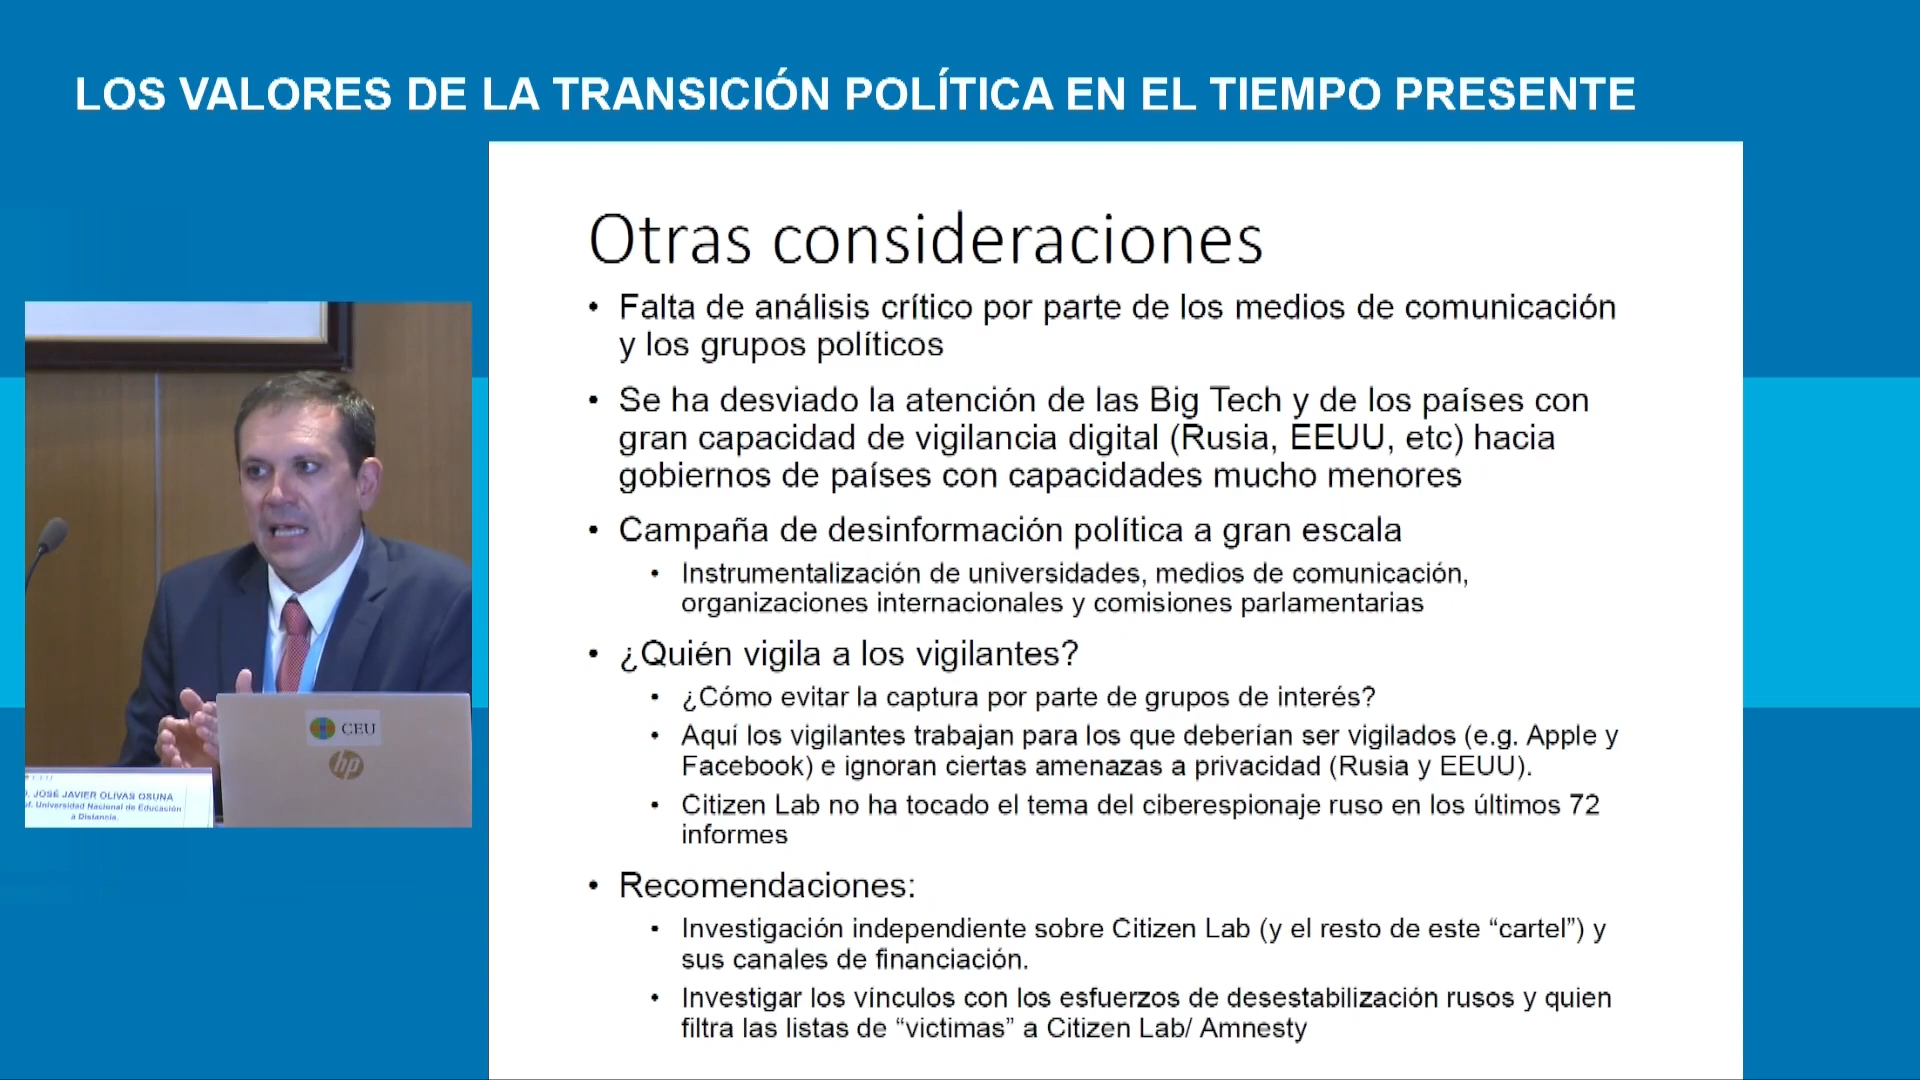 LOS VALORES DE LA TRANSICIÓN POLÍTICA EN EL TIEMPO PRESENTE
Otras consideraciones
• Falta de análisis crítico por parte de los medios de comunicación
y los grupos políticos
• Se ha desviado la atención de las Big Tech y de los países con
gran capacidad de vigilancia digital (Rusia, EEUU, etc) hacia
gobiernos de países con capacidades mucho menores
• Campaña de desinformación política a gran escala
• Instrumentalización de universidades, medios de comunicación,
organizaciones internacionales y comisiones parlamentarias
• ¿Quién vigila a los vigilantes?
• ¿Cómo evitar la captura por parte de grupos de interés?
• Aquí los vigilantes trabajan para los que deberían ser vigilados (e.g. Apple y
Facebook) e ignoran ciertas amenazas a privacidad (Rusia y EEUU).
• Citizen Lab no ha tocado el tema del ciberespionaje ruso en los últimos 72
informes
• Recomendaciones:
• Investigación independiente sobre Citizen Lab (y el resto de este “cartel”) y
sus canales de financiación.
• Investigar los vínculos con los esfuerzos de desestabilización rusos y quien
filtra las listas de “victimas” a Citizen Lab/ Amnesty
CEU
hp
CEU
JOSÉ JAVIER OLIVAS OSUNA
Universidad Nacional de Educación
a Distancia.